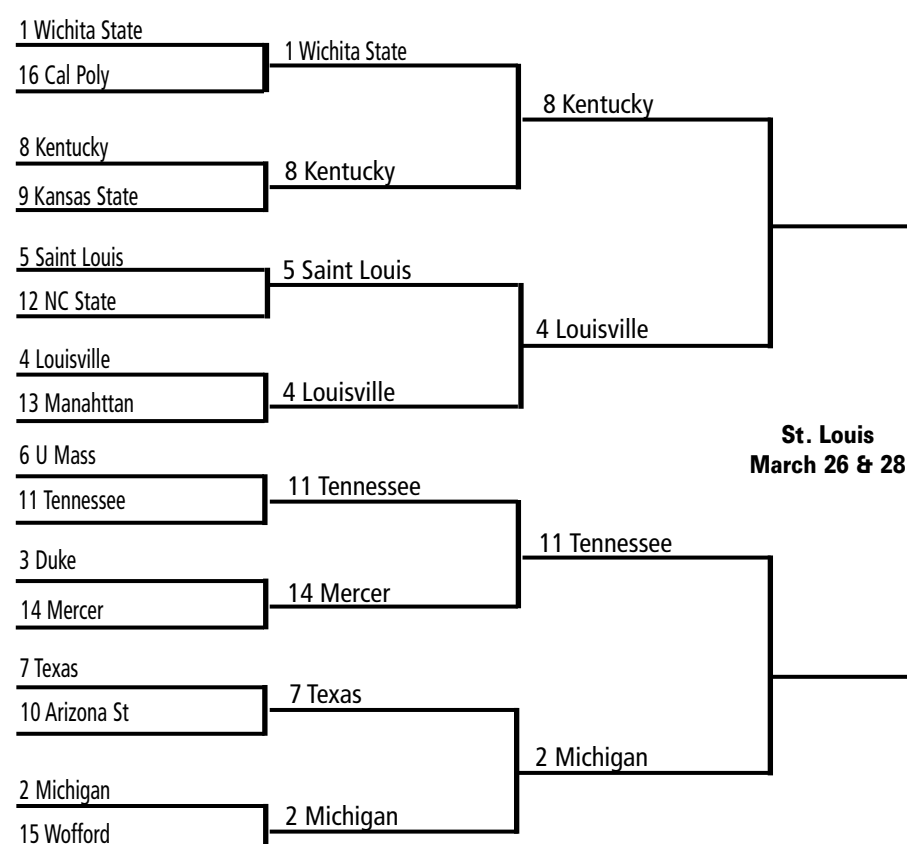 1 Wichita State
16 Cal Poly
8 Kentucky
9 Kansas State
5 Saint Louis
12 NC State
4 Louisville
13 Manahttan
6 U Mass
11 Tennessee
3 Duke
14 Mercer
7 Texas
10 Arizona St
2 Michigan
15 Wofford
1 Wichita State
8 Kentucky
5 Saint Louis
4 Louisville
11 Tennessee
14 Mercer
7 Texas
2 Michigan
8 Kentucky
4 Louisville
11 Tennessee
2 Michigan
St. Louis
March 26 & 28